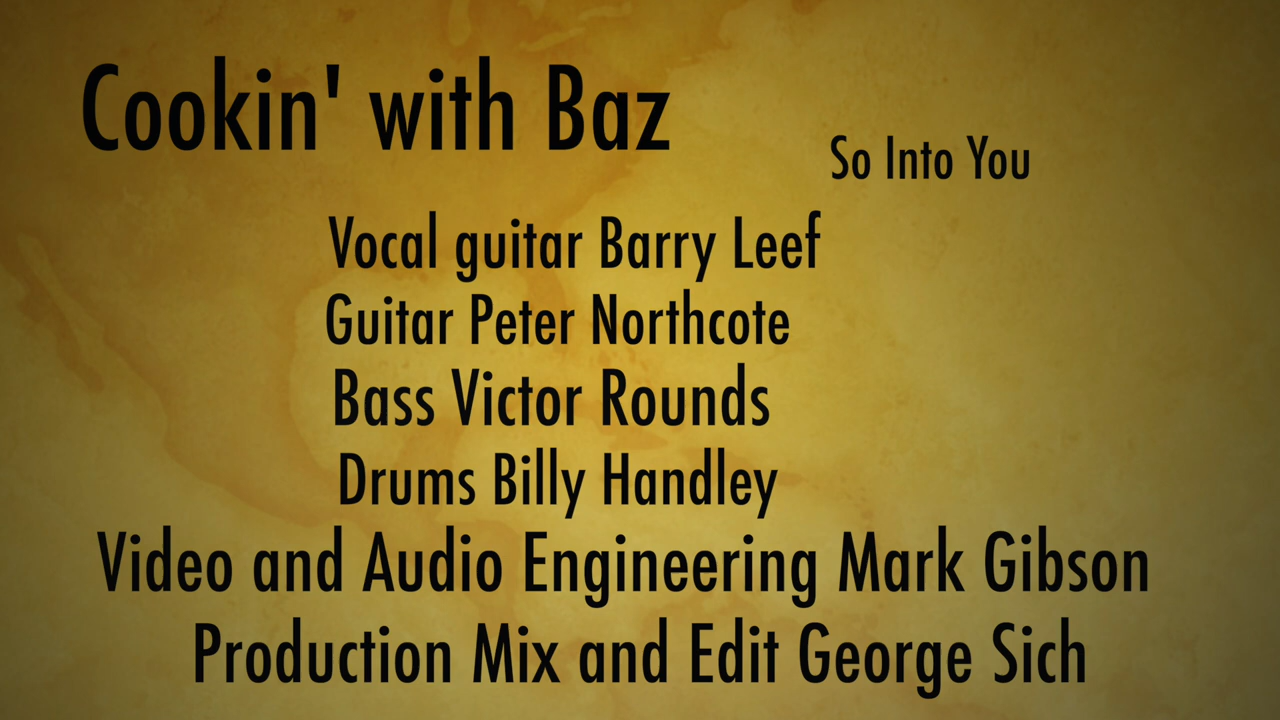 Cookin' with Baz
So Into You
Vocal guitar Barry Leef
Guitar Peter Northcote
Bass Victor Rounds
Drums Billy Handley
Video and Audio Engineering Mark Gibson
Production Mix and Edit George Sich